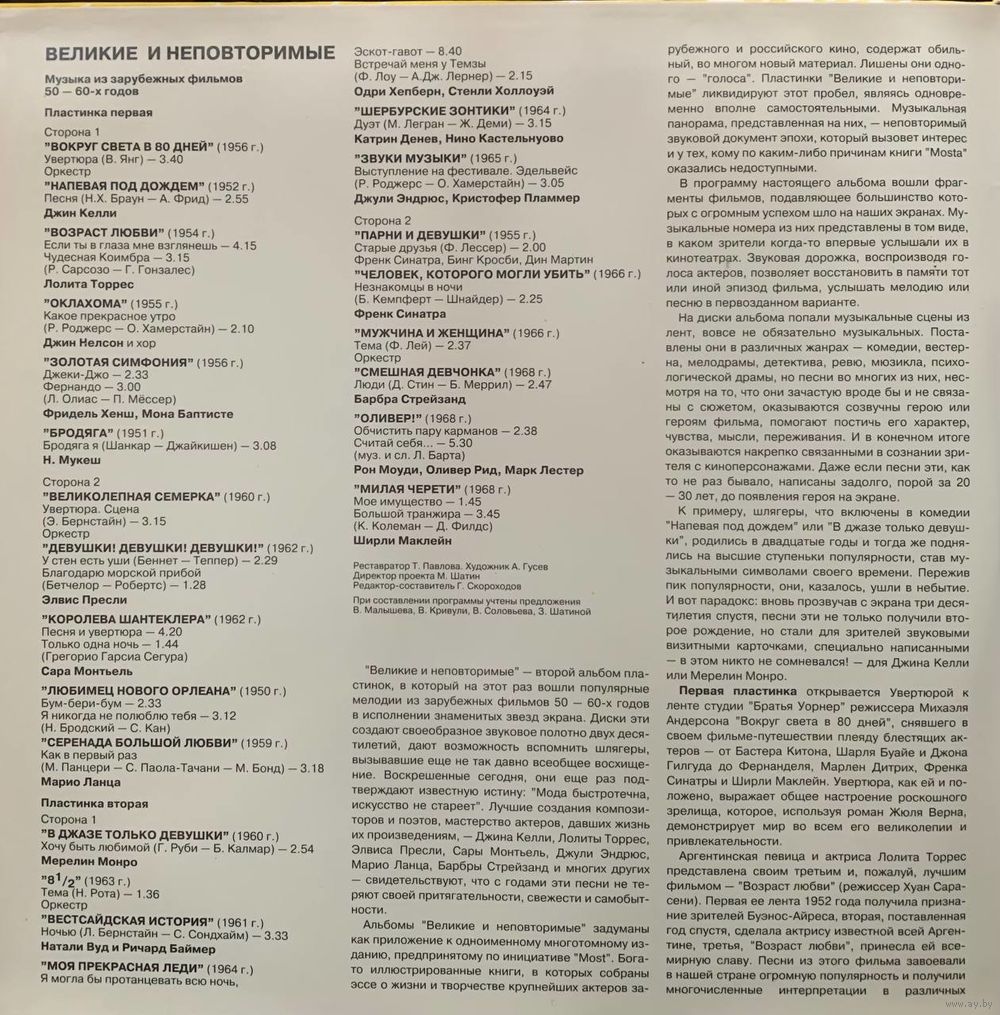 ВЕЛИКИЕ И НЕПОВТОРИМЫЕ
Музыка из зарубежных фильмов
50 — 60-х годов
Пластинка первая
Сторона 1
"ВОКРУГ СВЕТА В 80 ДНЕЙ" (1956 г.)
Увертюра (В. Янг) — 3.40
Оркестр
"НАПЕВАЯ ПОД ДОЖДЕМ" (1952 г.)
Песня (Н.Х. Браун — А. Фрид) — 2.55
Джин Келли
"ВОЗРАСТ ЛЮБВИ" (1954 г.)
Если ты в глаза мне взглянешь — 4.15
Чудесная Коимбра — 3.15
(Р. Сарсозо — Г. Гонзалес)
Лолита Торрес
"ОКЛАХОМА" (1955 г.)
Какое прекрасное утро
(Р. Роджерс — О. Хамерстайн) — 2.10
Джин Нелсон и хор
"ЗОЛОТАЯ СИМФОНИЯ" (1956 г.)
Джеки-Джо — 2.33
Фернандо — 3.00
(Л. Олиас — П. Мёссер)
Фридель Хенш, Мона Баптисте
"БРОДЯГА" (1951 г.)
Бродяга я (Шанкар — Джайкишен) — 3.08
Н. Мукеш
Сторона 2
"ВЕЛИКОЛЕПНАЯ СЕМЕРКА" (1960 г.)
Увертюра. Сцена
(Э. Бернстайн) — 3.15
Оркестр
"ДЕВУШКИ! ДЕВУШКИ! ДЕВУШКИ!" (1962 г.)
У стен есть уши (Беннет — Теппер) — 2.29
Благодарю морской прибой
(Бетчелор — Робертс) — 1.28
Элвис Пресли
"КОРОЛЕВА ШАНТЕКЛЕРА" (1962 г.)
Песня и увертюра — 4.20
Только одна ночь — 1.44
(Грегорио Гарсиа Сегура)
Сара Монтьель
"ЛЮБИМЕЦ НОВОГО ОРЛЕАНА" (1950 г.)
Бум-бери-бум — 2.33
Я никогда не полюблю тебя — 3.12
(Н. Бродский — С. Кан)
"СЕРЕНАДА БОЛЬШОЙ ЛЮБВИ" (1959 г.)
Как в первый раз
(М. Панцери — С. Паола-Тачани — М. Бонд) — 3.18
Марио Ланца
Пластинка вторая
Сторона 1
"В ДЖАЗЕ ТОЛЬКО ДЕВУШКИ" (1960 г.)
Хочу быть любимой (Г. Руби — Б. Калмар) — 2.54
Мерелин Монро
"8 1/2" (1963 г.)
Тема (Н. Рота) — 1.36
Оркестр
"ВЕСТСАЙДСКАЯ ИСТОРИЯ" (1961 г.)
Ночью (Л. Бернстайн — С. Сондхайм) — 3.33
Натали Вуд и Ричард Баймер
"МОЯ ПРЕКРАСНАЯ ЛЕДИ" (1964 г.)
Я могла бы протанцевать всю ночь,
Эскот-гавот — 8.40
Встречай меня у Темзы
(Ф. Лоу — А.Дж. Лернер) — 2.15
Одри Хепберн, Стенли Холлоуэй
"ШЕРБУРСКИЕ ЗОНТИКИ" (1964 г.)
Дуэт (М. Легран — Ж. Деми) — 3.15
Катрин Денев, Нино Кастельнуово
"ЗВУКИ МУЗЫКИ" (1965 г.)
Выступление на фестивале. Эдельвейс
(Р. Роджерс — О. Хамерстайн) — 3.05
Джули Эндрюс, Кристофер Пламмер
Сторона 2
"ПАРНИ И ДЕВУШКИ" (1955 г.)
Старые друзья (Ф. Лессер) — 2.00
Френк Синатра, Бинг Кросби, Дин Мартин
"ЧЕЛОВЕК, КОТОРОГО МОГЛИ УБИТЬ" (1966 г.)
Незнакомцы в ночи
(Б. Кемпферт — Шнайдер) — 2.25
Френк Синатра
"МУЖЧИНА И ЖЕНЩИНА" (1966 г.)
Тема (Ф. Лей) — 2.37
Оркестр
"СМЕШНАЯ ДЕВЧОНКА" (1968 г.)
Люди (Д. Стин — Б. Меррил) — 2.47
Барбра Стрейзанд
"ОЛИВЕР!" (1968 г.)
Обчистить пару карманов — 2.38
Считай себя... — 5.30
(муз. и сл. Л. Барта)
Рон Моуди, Оливер Рид, Марк Лестер
"МИЛАЯ ЧЕРЕТИ" (1968 г.)
Мое имущество — 1.45
Большой транжира — 3.45
(К. Колеман — Д. Филдс)
Ширли Маклейн
Реставратор Т. Павлова. Художник А. Гусев
Директор проекта М. Шатин
Редактор-составитель Г. Скороходов
При составлении программы учтены предложения
В. Малышева, В. Кривули, В. Соловьева, З. Шатиной
"Великие и неповторимые" — второй альбом пла-
стинок, в который на этот раз вошли популярные
мелодии из зарубежных фильмов 50 — 60-х годов
в исполнении знаменитых звезд экрана. Диски эти
создают своеобразное звуковое полотно двух деся-
тилетий, дают возможность вспомнить шлягеры,
вызывавшие еще не так давно всеобщее восхище-
ние. Воскрешенные сегодня, они еще раз под-
тверждают известную истину: "Мода быстротечна,
искусство не стареет". Лучшие создания компози-
торов и поэтов, мастерство актеров, давших жизнь
их произведениям, — Джина Келли, Лолиты Торрес,
Элвиса Пресли, Сары Монтьель, Джули Эндрюс,
Марио Ланца, Барбры Стрейзанд и многих других
— свидетельствуют, что с годами эти песни не те-
ряют своей притягательности, свежести и самобыт-
ности.
Альбомы "Великие и неповторимые" задуманы
как приложение к одноименному многотомному из-
данию, предпринятому по инициативе "Most". Бога-
то иллюстрированные книги, в которых собраны
эссе о жизни и творчестве крупнейших актеров за-
рубежного и российского кино, содержат обиль-
ный, во многом новый материал. Лишены они одно-
го — "голоса". Пластинки "Великие и неповтори-
мые" ликвидируют этот пробел, являясь одновре-
менно вполне самостоятельными. Музыкальная
панорама, представленная на них, — неповторимый
звуковой документ эпохи, который вызовет интерес
и у тех, кому по каким-либо причинам книги "Mosta"
оказались недоступными.
В программу настоящего альбома вошли фраг-
менты фильмов, подавляющее большинство кото-
рых с огромным успехом шло на наших экранах. Му-
зыкальные номера из них представлены в том виде,
в каком зрители когда-то впервые услышали их в
кинотеатрах. Звуковая дорожка, воспроизводя го-
лоса актеров, позволяет восстановить в памяти тот
или иной эпизод фильма, услышать мелодию или
песню в первозданном варианте.
На диски альбома попали музыкальные сцены из
лент, вовсе не обязательно музыкальных. Поста-
влены они в различных жанрах — комедии, вестер-
на, мелодрамы, детектива, ревю, мюзикла, психо-
логической драмы, но песни во многих из них, нес-
мотря на то, что они зачастую вроде бы и не связа-
ны с сюжетом, оказываются созвучны герою или
героям фильма, помогают постичь его характер,
чувства, мысли, переживания. И в конечном итоге
оказываются накрепко связанными в сознании зри-
теля с киноперсонажами. Даже если песни эти, как
то не раз бывало, написаны задолго, порой за 20
— 30 лет, до появления героя на экране.
К примеру, шлягеры, что включены в комедии
"Напевая под дождем" или "В джазе только девуш-
ки", родились в двадцатые годы и тогда же подня-
лись на высшие ступеньки популярности, став му-
зыкальными символами своего времени. Пережив
пик популярности, они, казалось, ушли в небытие.
И вот парадокс: вновь прозвучав с экрана три деся-
тилетия спустя, песни эти не только получили вто-
рое рождение, но стали для зрителей звуковыми
визитными карточками, специально написанными
— в этом никто не сомневался! — для Джина Келли
или Мерелин Монро.
Первая пластинка открывается Увертюрой к
ленте студии "Братья Уорнер" режиссера Михаэля
Андерсона "Вокруг света в 80 дней", снявшего в
своем фильме-путешествии плеяду блестящих ак-
теров — от Бастера Китона, Шарля Буайе и Джона
Гилгуда до Фернанделя, Марлен Дитрих, Френка
Синатры и Ширли Маклейн. Увертюра, как ей и по-
ложено, выражает общее настроение роскошного
зрелища, которое, используя роман Жюля Верна,
демонстрирует мир во всем его великолепии и
привлекательности.
Аргентинская певица и актриса Лолита Торрес
представлена своим третьим и, пожалуй, лучшим
фильмом — "Возраст любви" (режиссер Хуан Сара-
сени). Первая ее лента 1952 года получила призна-
ние зрителей Буэнос-Айреса, вторая, поставленная
год спустя, сделала актрису известной всей Арген-
тине, третья, "Возраст любви", принесла ей все-
мирную славу. Песни из этого фильма завоевали
в нашей стране огромную популярность и получили
многочисленные интерпретации в различных
www.ay.by